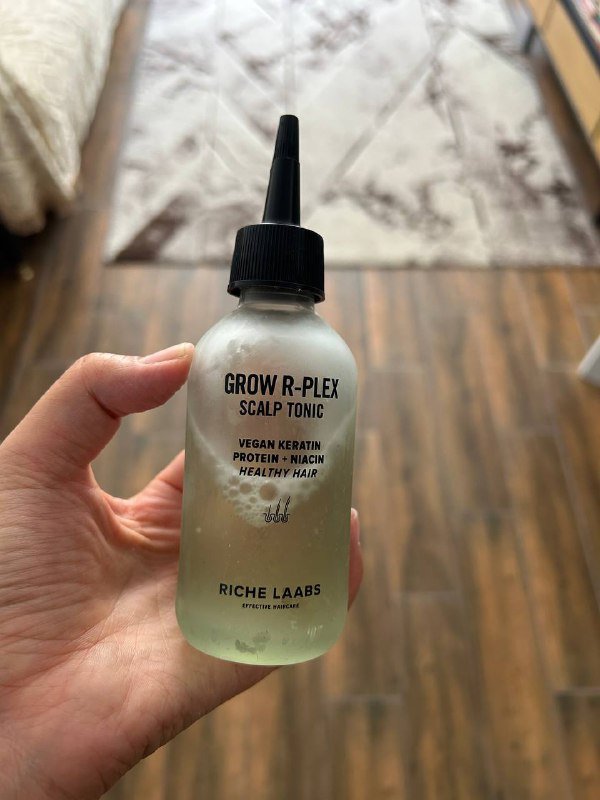 GROW R-PLEX
SCALP TONIC
VEGAN KERATIN
PROTEIN + NIACIN
HEALTHY HAIR
RICHE LAABS
EFFECTIVE HAIRCARE